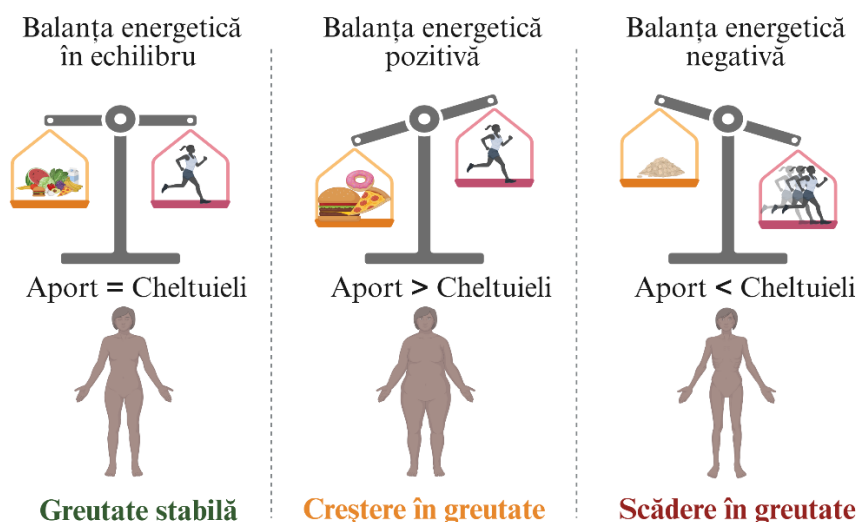 Balanța energetică
în echilibru
Aport = Cheltuieli
Greutate stabilă
Balanța energetică
pozitivă
Aport > Cheltuieli
Creștere în greutate
Balanța energetică
negativă
Aport < Cheltuieli
Scădere în greutate